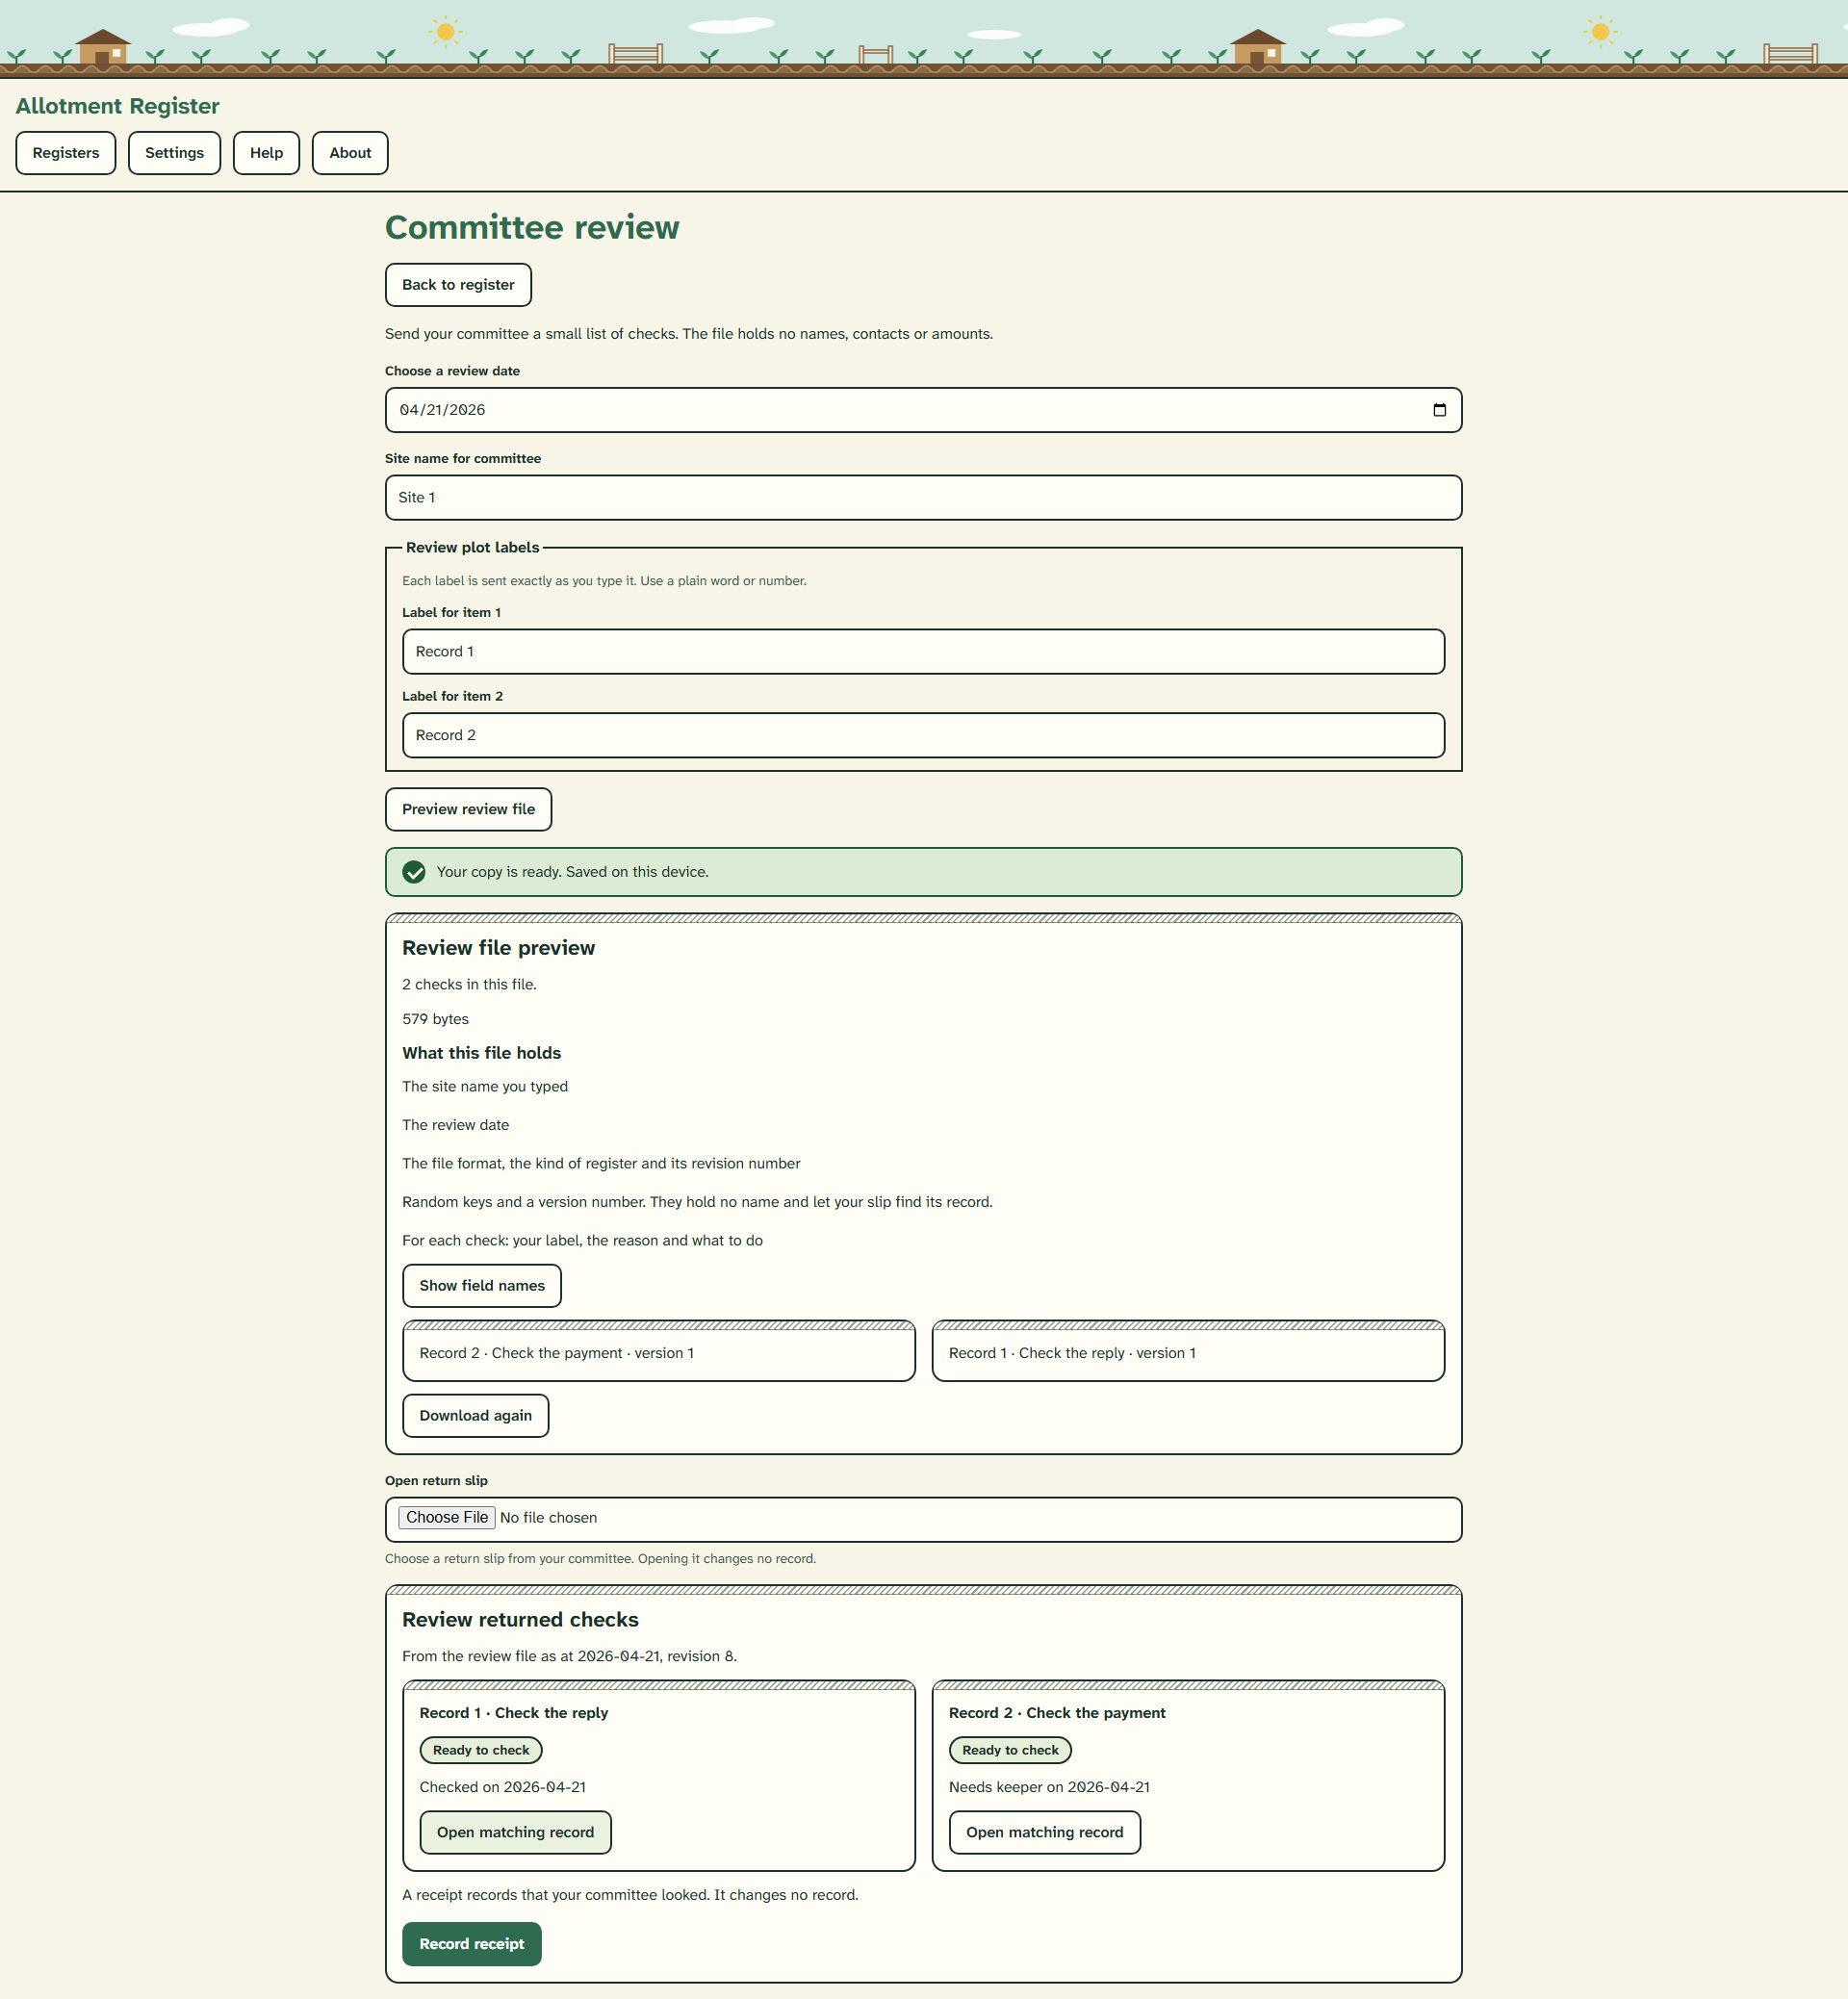 Allotment Register
Registers Settings Help About
Committee review
Back to register
Send your committee a small list of checks. The file holds no names, contacts or amounts.
Choose a review date
04/21/2026
Site name for committee
Site 1
Review plot labels
Each label is sent exactly as you type it. Use a plain word or number.
Label for item 1
Record 1
Label for item 2
Record 2
Preview review file
Your copy is ready. Saved on this device.
Review file preview
2 checks in this file.
579 bytes
What this file holds
The site name you typed
The review date
The file format, the kind of register and its revision number
Random keys and a version number. They hold no name and let your slip find its record.
For each check: your label, the reason and what to do
Show field names
Record 2 · Check the payment · version 1
Record 1 · Check the reply · version 1
Download again
Open return slip
Choose File No file chosen
Choose a return slip from your committee. Opening it changes no record.
Review returned checks
From the review file as at 2026-04-21, revision 8.
Record 1 · Check the reply
Ready to check
Checked on 2026-04-21
Open matching record
Record 2 · Check the payment
Ready to check
Needs keeper on 2026-04-21
Open matching record
A receipt records that your committee looked. It changes no record.
Record receipt